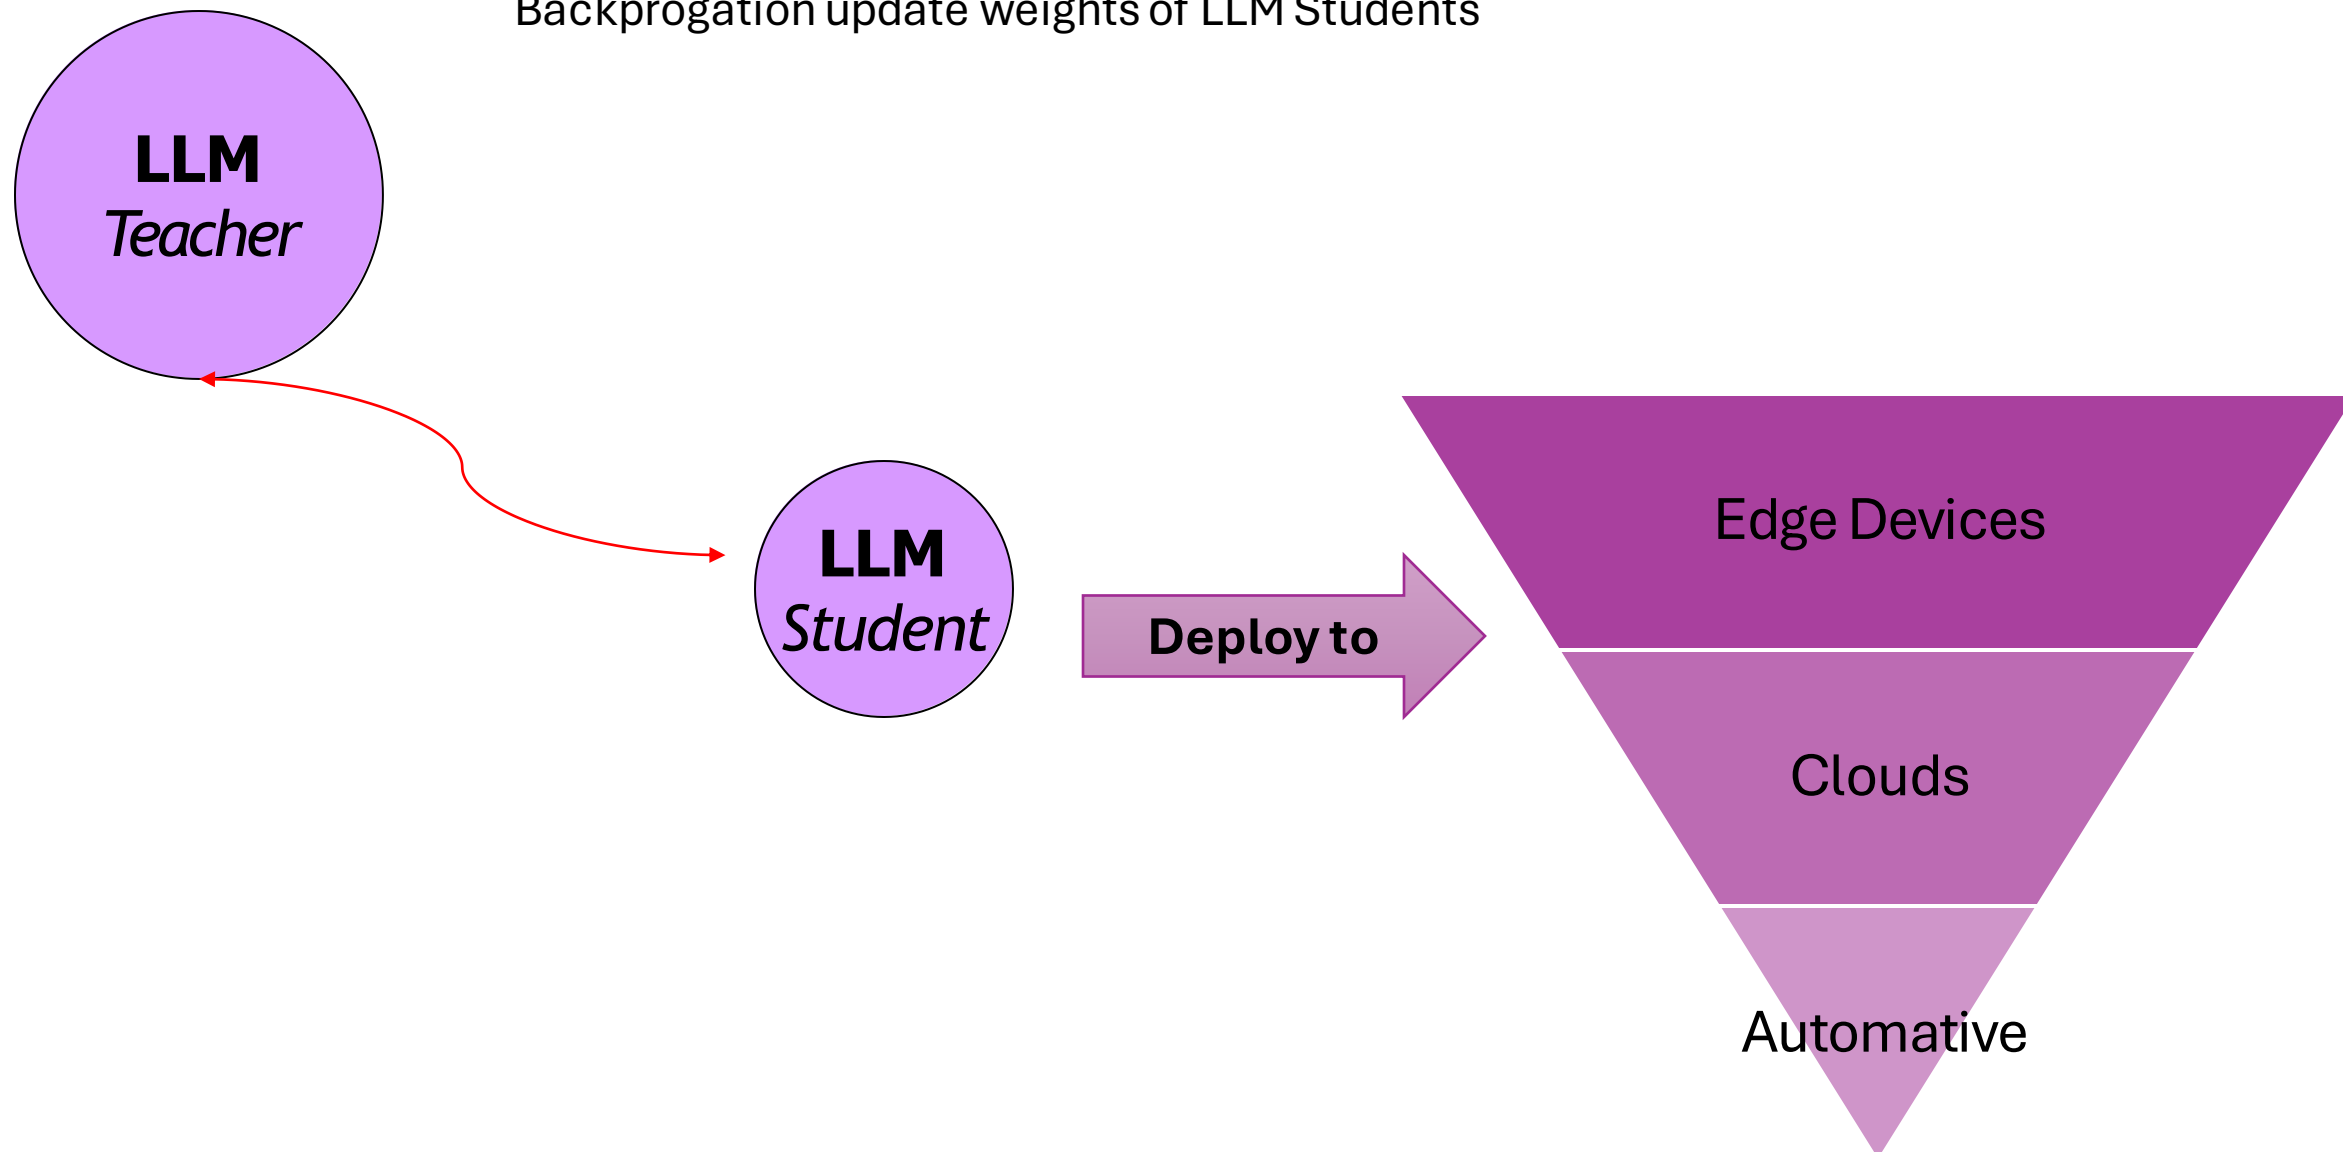 Backprogation update weights of LLM Students
LLM
Teacher
LLM
Student
Deploy to
Edge Devices
Clouds
Automative